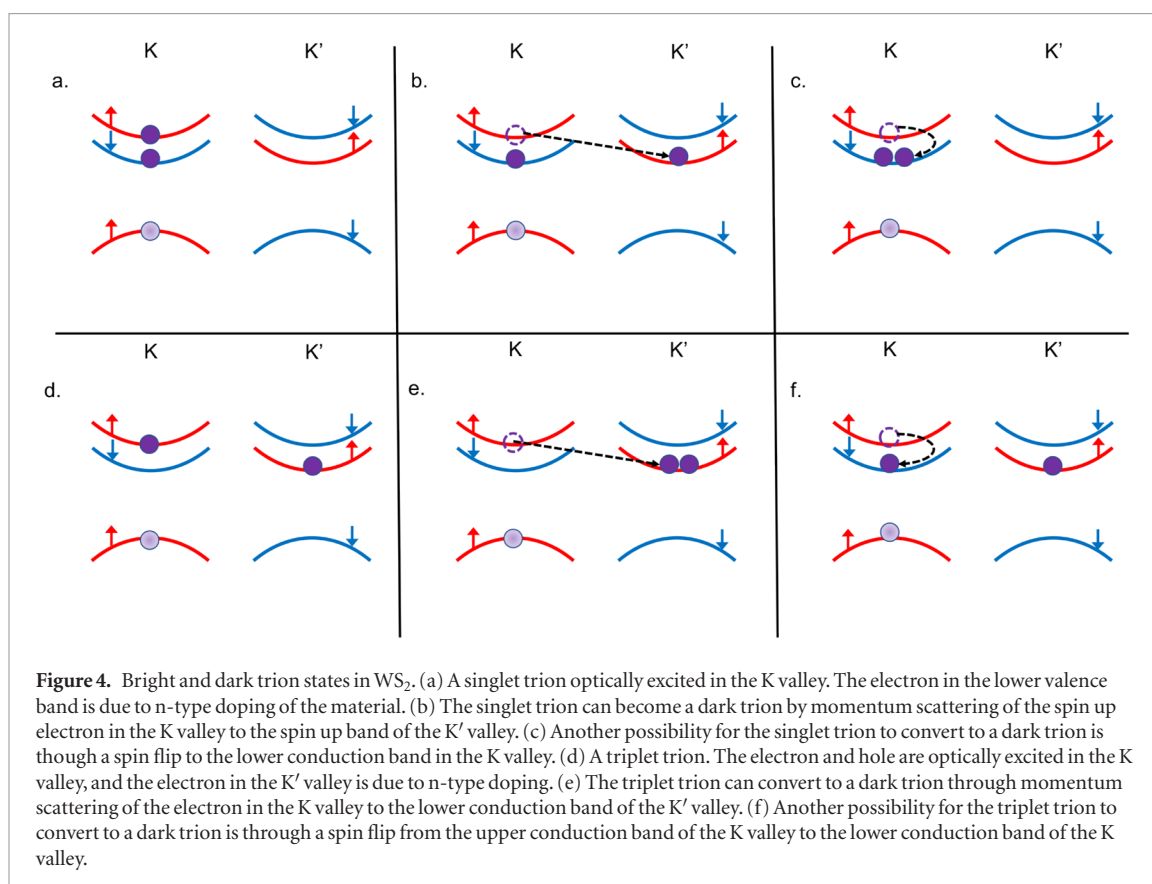 K K' K K' K K'
a. b. c.
K K' K K' K K'
d. e. f.
Figure 4. Bright and dark trion states in WS₂. (a) A singlet trion optically excited in the K valley. The electron in the lower valence
band is due to n-type doping of the material. (b) The singlet trion can become a dark trion by momentum scattering of the spin up
electron in the K valley to the spin up band of the K′ valley. (c) Another possibility for the singlet trion to convert to a dark trion is
though a spin flip to the lower conduction band in the K valley. (d) A triplet trion. The electron and hole are optically excited in the K
valley, and the electron in the K′ valley is due to n-type doping. (e) The triplet trion can convert to a dark trion through momentum
scattering of the electron in the K valley to the lower conduction band of the K′ valley. (f) Another possibility for the triplet trion to
convert to a dark trion is through a spin flip from the upper conduction band of the K valley to the lower conduction band of the K
valley.